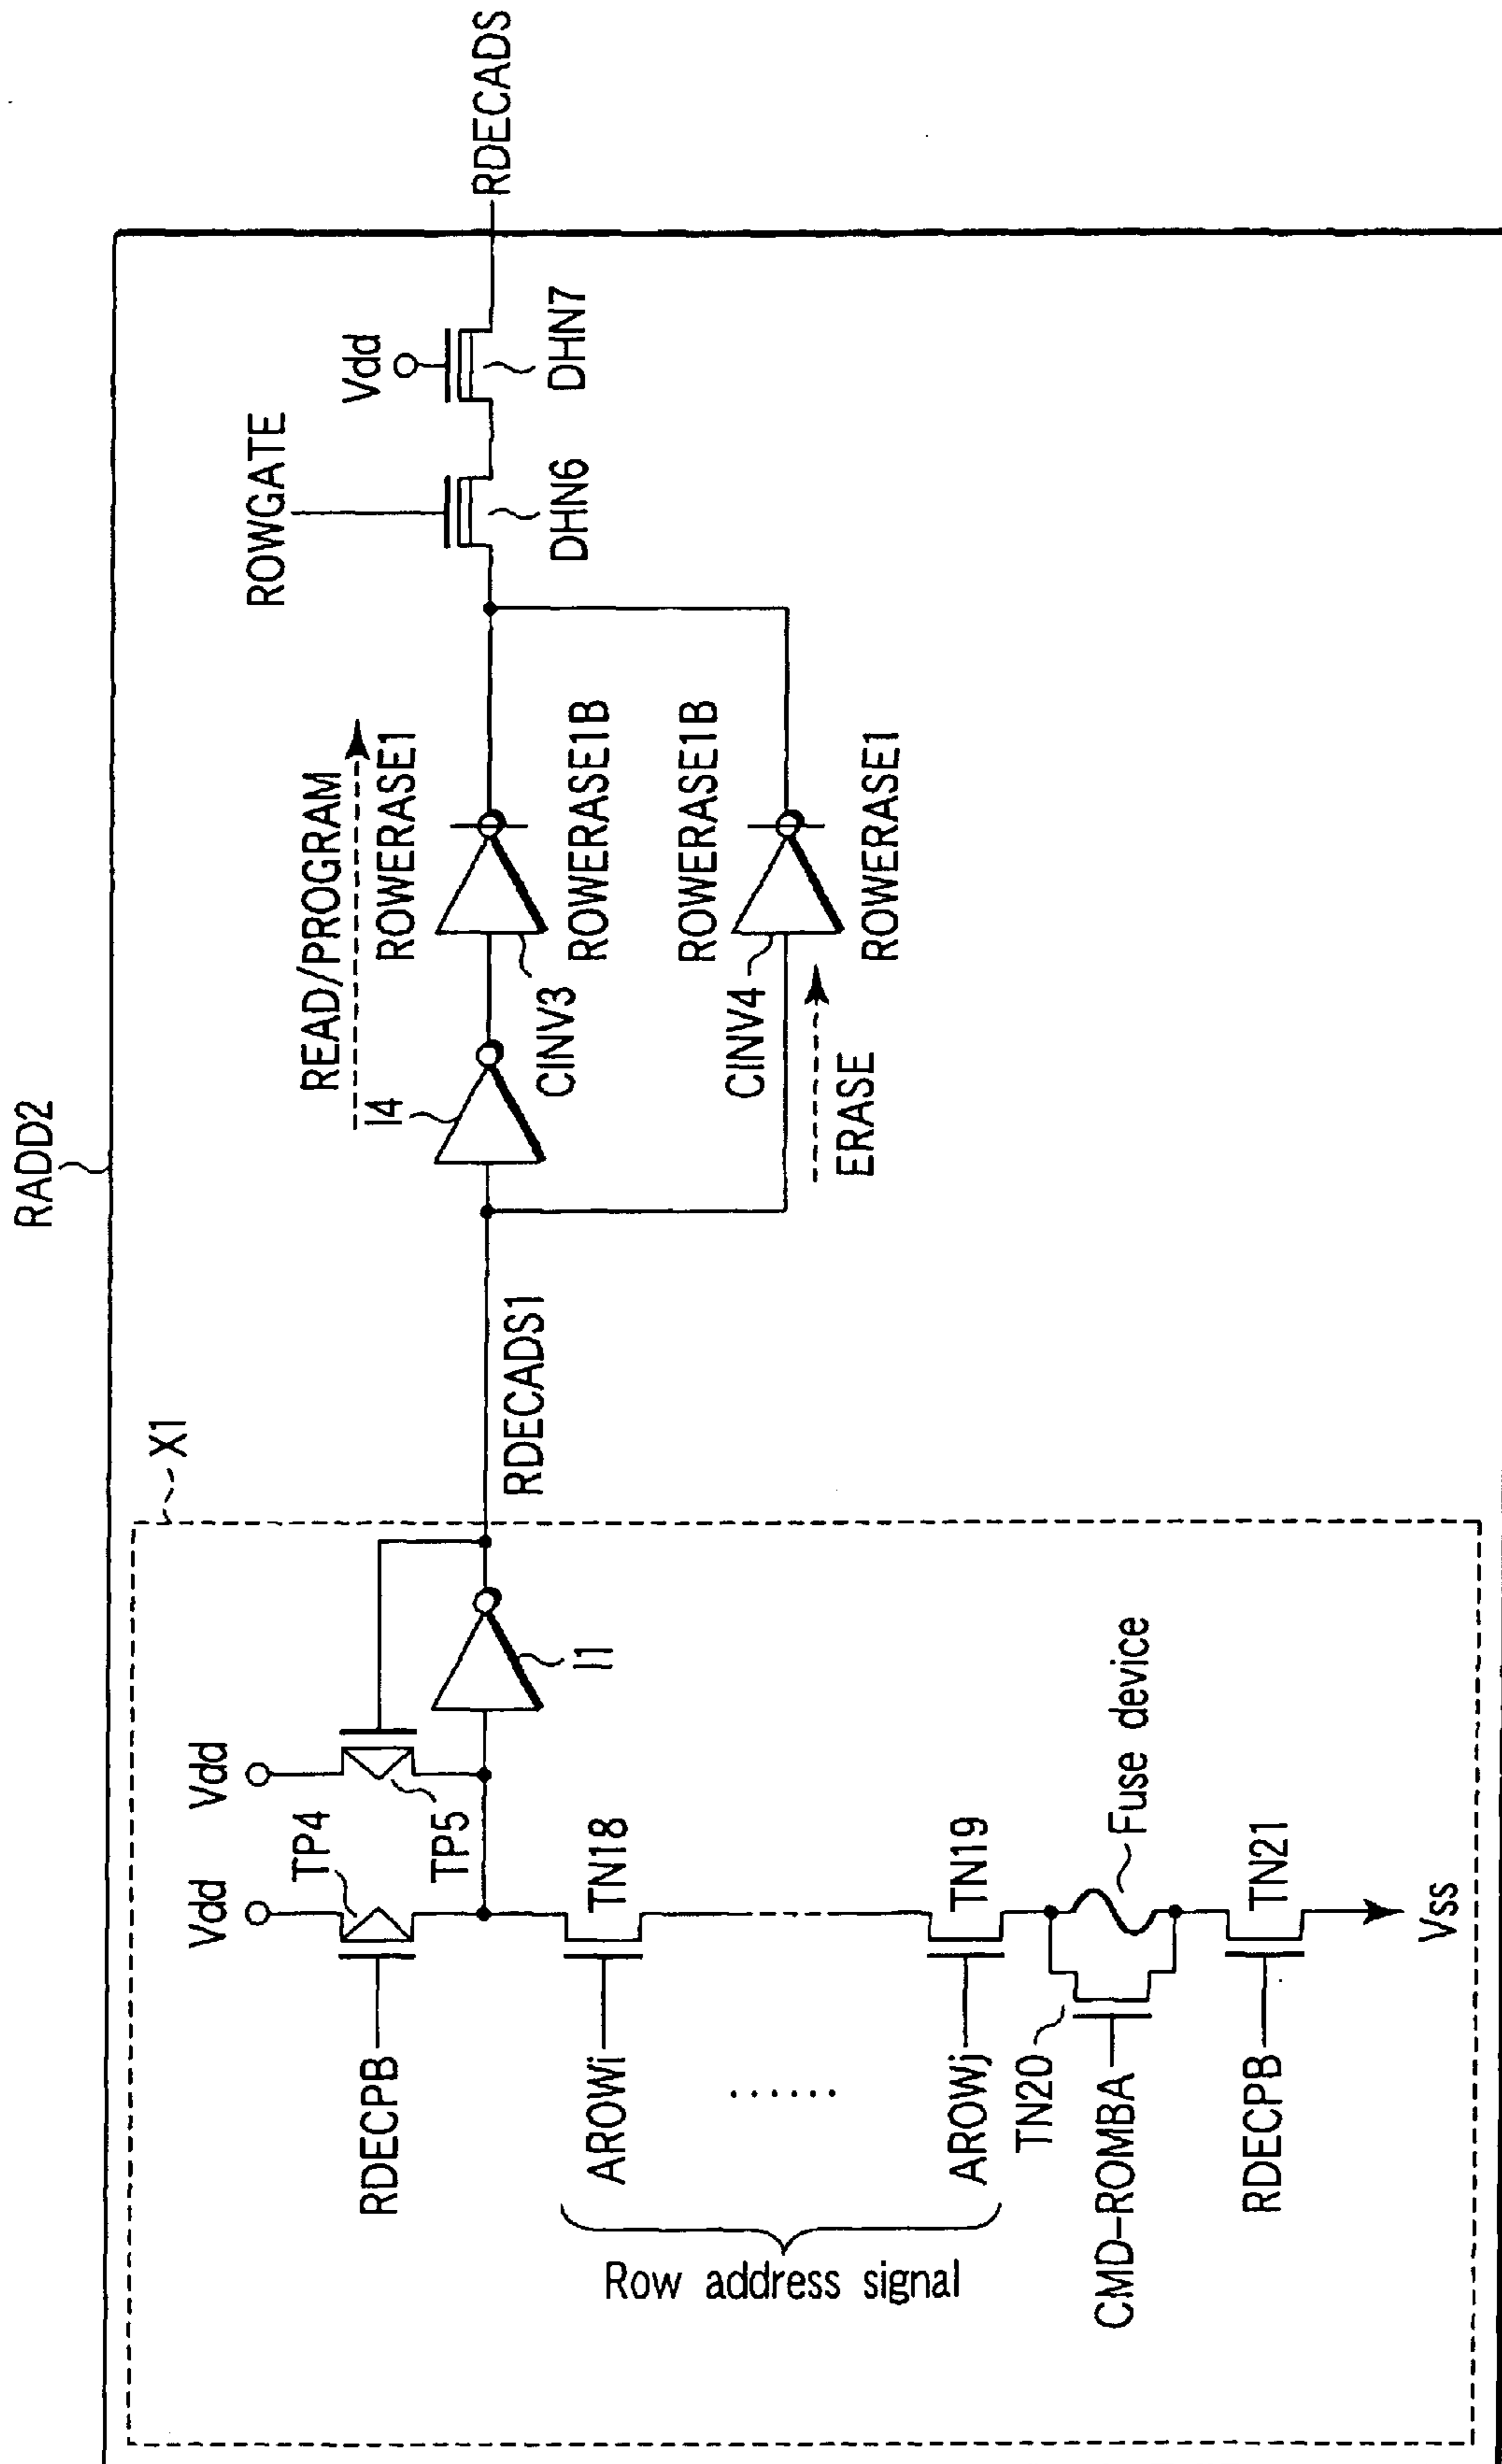 RADD2
X1
Vdd
Vdd
TP4
TP5
RDECPB
I1
AROWi
TN18
......
AROWj
TN19
Row address signal
TN20
CMD-ROMBA
Fuse device
RDECPB
TN21
Vss
RDECADS1
READ/PROGRAM
I4
ROWERASE1
CINV3
ROWERASE1B
ROWERASE1B
CINV4
ROWERASE1
ERASE
ROWGATE
Vdd
DHN6
DHN7
RDECADS